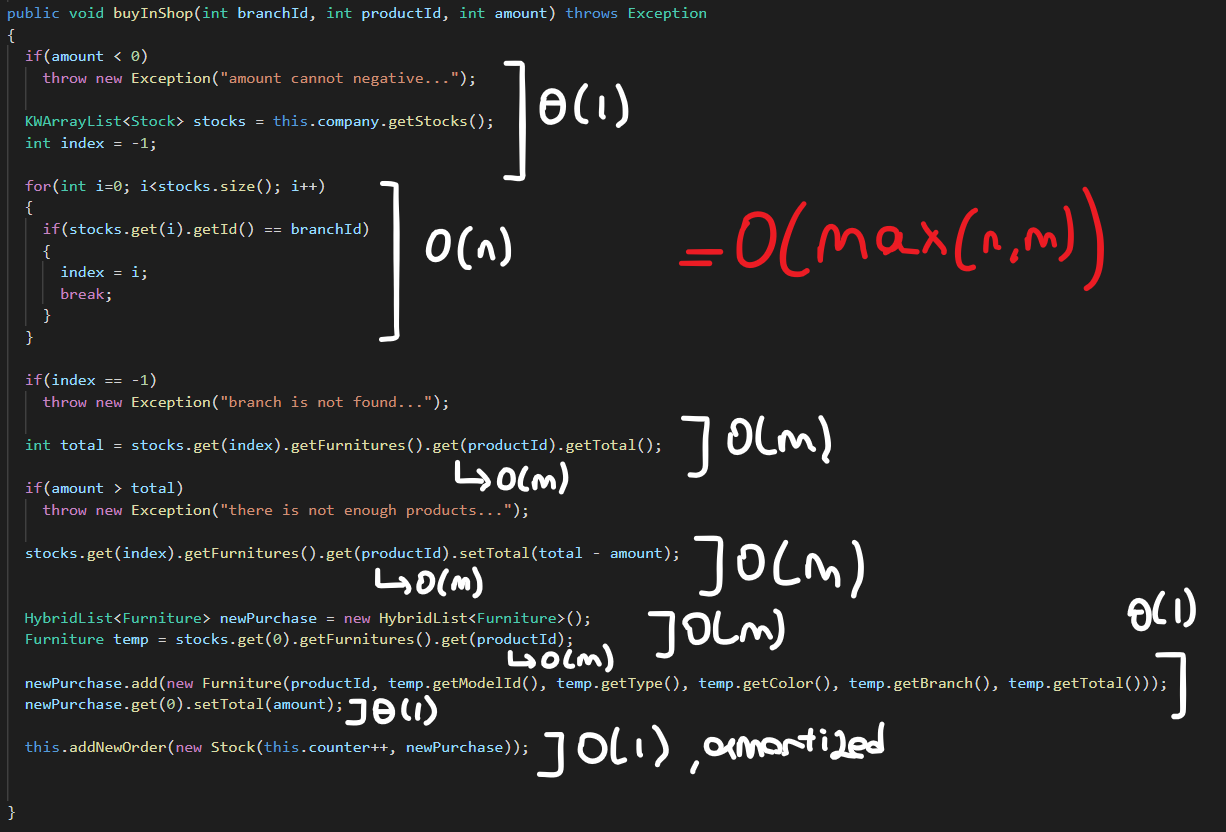 public void buyInShop(int branchId, int productId, int amount) throws Exception
{
if(amount < 0)
throw new Exception("amount cannot negative...");
θ(1)
KWArrayList<Stock> stocks = this.company.getStocks();
int index = -1;
for(int i=0; i<stocks.size(); i++)
{
if(stocks.get(i).getId() == branchId)
O(n)
= O(max(n,m))
{
index = i;
break;
}
}
if(index == -1)
throw new Exception("branch is not found...");
int total = stocks.get(index).getFurnitures().get(productId).getTotal();
O(m)
↳O(m)
if(amount > total)
throw new Exception("there is not enough products...");
stocks.get(index).getFurnitures().get(productId).setTotal(total - amount);
O(m)
↳O(m)
HybridList<Furniture> newPurchase = new HybridList<Furniture>();
Furniture temp = stocks.get(0).getFurnitures().get(productId);
O(m)
↳O(m)
θ(1)
newPurchase.add(new Furniture(productId, temp.getModelId(), temp.getType(), temp.getColor(), temp.getBranch(), temp.getTotal()));
newPurchase.get(0).setTotal(amount);
θ(1)
this.addNewOrder(new Stock(this.counter++, newPurchase));
O(1), amortized
}